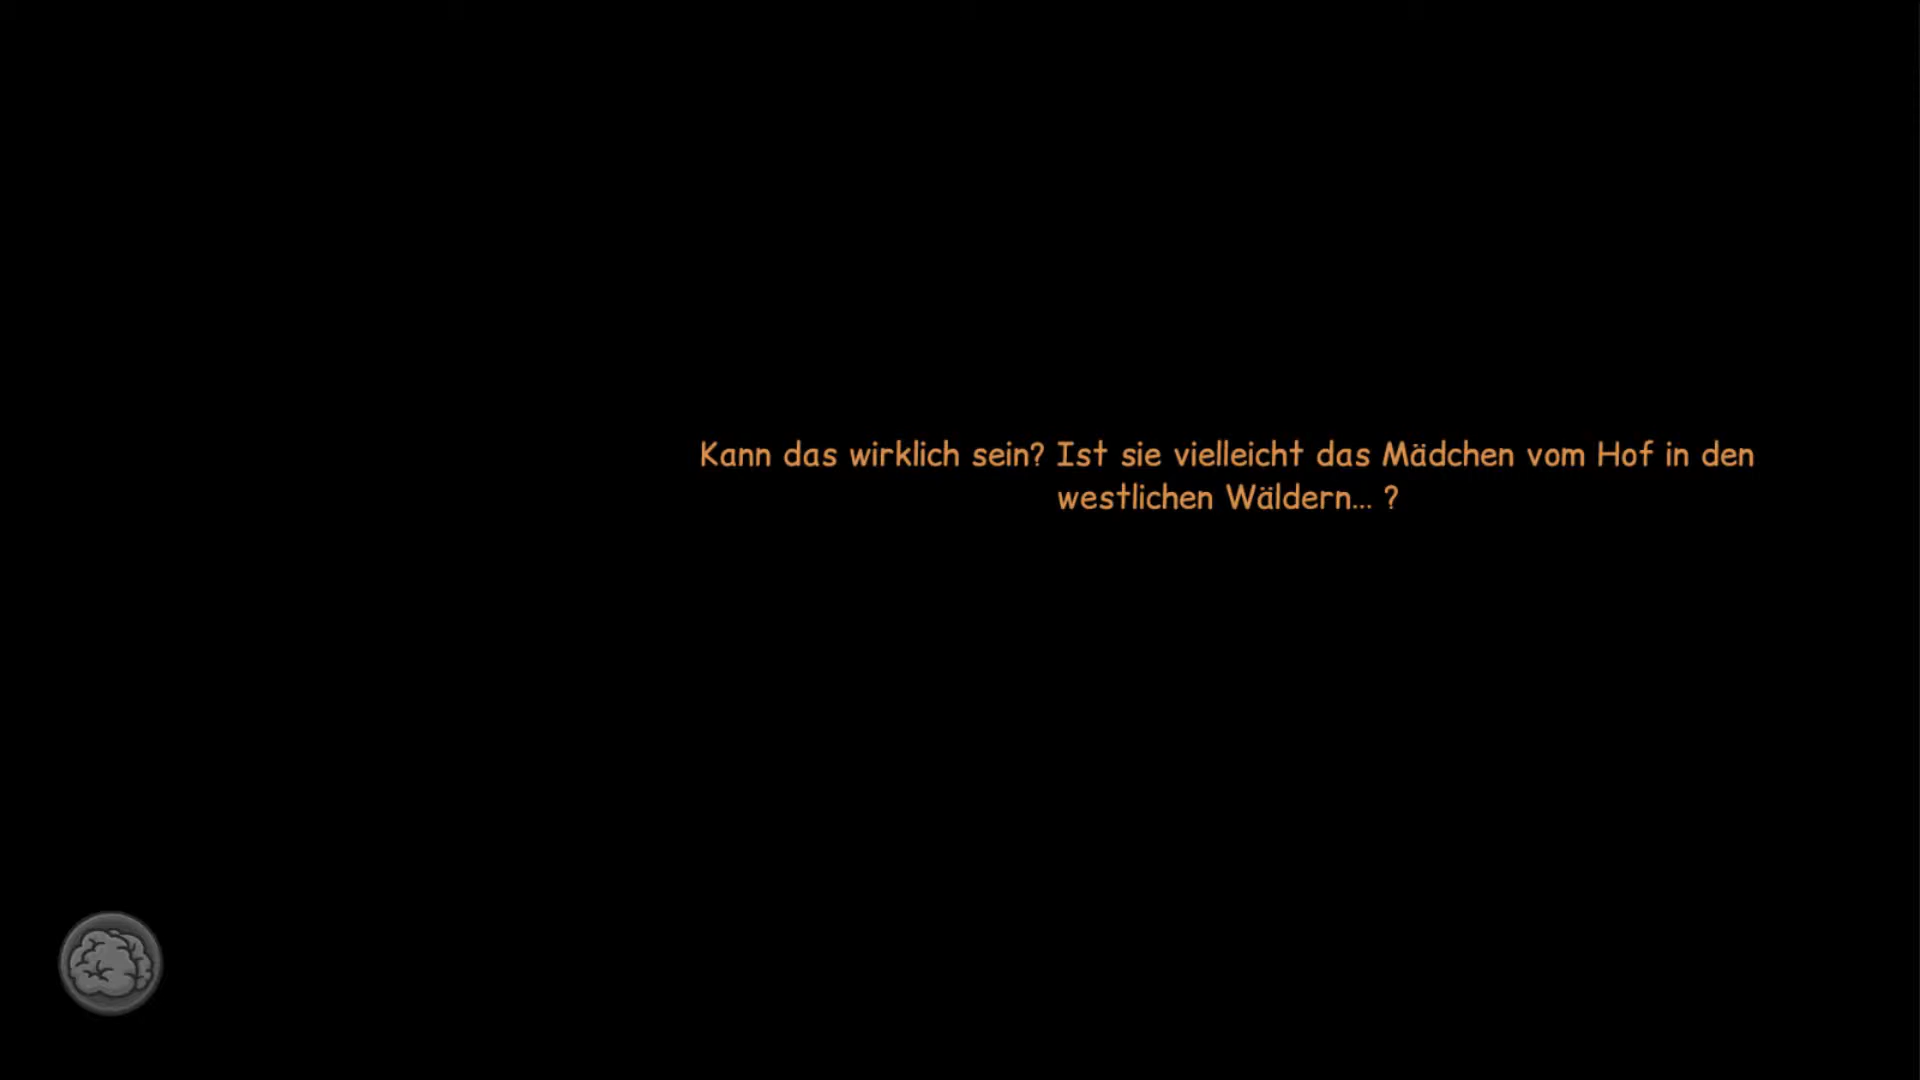 Kann das wirklich sein? Ist sie vielleicht das Mädchen vom Hof in den
westlichen Wäldern... ?